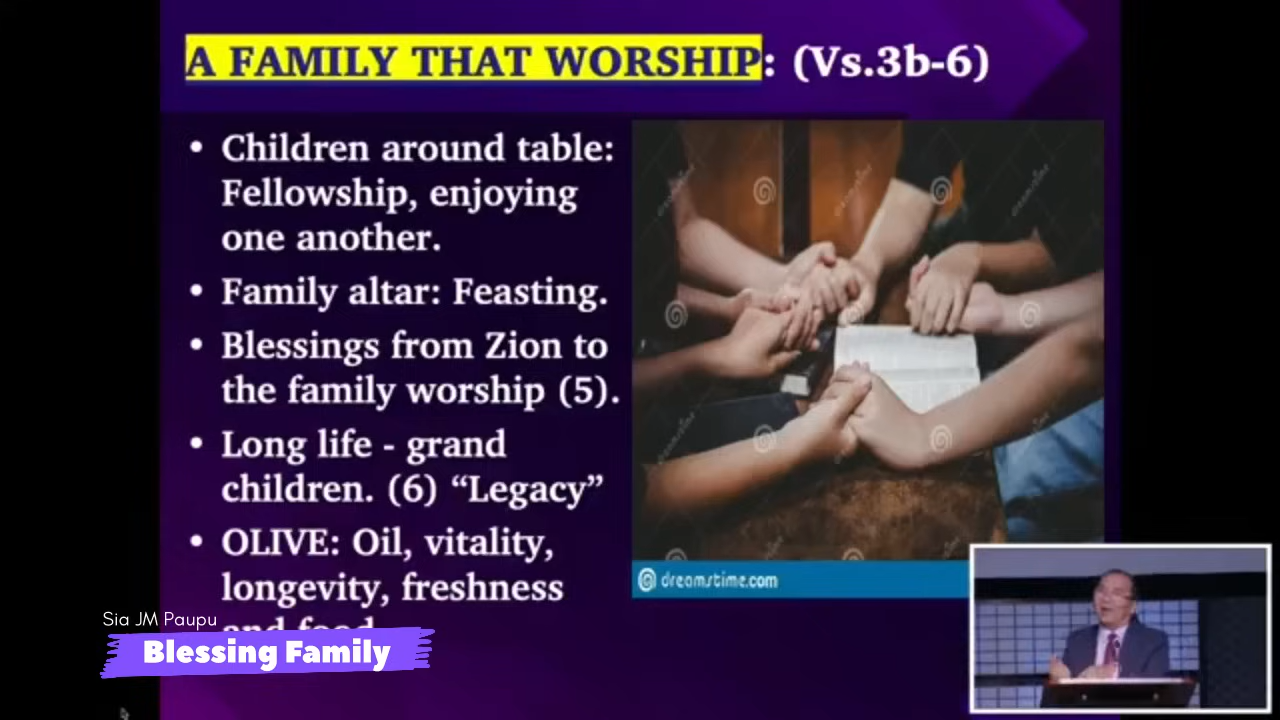 A FAMILY THAT WORSHIP: (Vs.3b-6)
• Children around table:
Fellowship, enjoying
one another.
• Family altar: Feasting.
• Blessings from Zion to
the family worship (5).
• Long life - grand
children. (6) “Legacy”
• OLIVE: Oil, vitality,
longevity, freshness
and food
Sia JM Paupu
Blessing Family
dreamstime.com